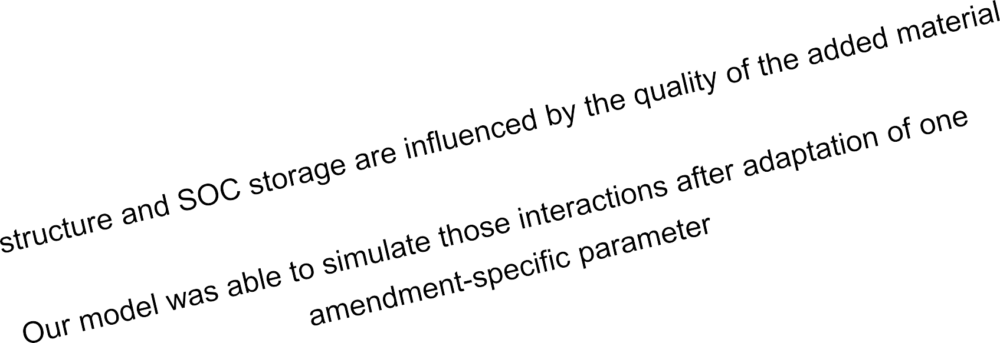 structure and SOC storage are influenced by the quality of the added material
Our model was able to simulate those interactions after adaptation of one
amendment-specific parameter